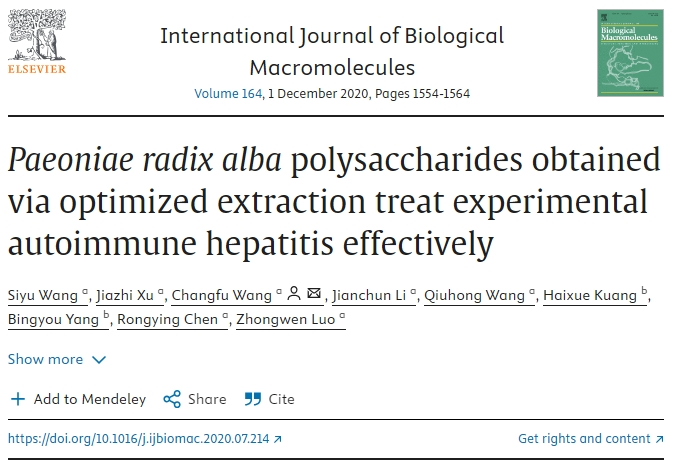 ELSEVIER
International Journal of Biological
Macromolecules
Volume 164, 1 December 2020, Pages 1554-1564
Biological
Macromolecules
Paeoniae radix alba polysaccharides obtained
via optimized extraction treat experimental
autoimmune hepatitis effectively
Siyu Wang a, Jiazhi Xu a, Changfu Wang a, Jianchun Li a, Qiuhong Wang a, Haixue Kuang b,
Bingyou Yang b, Rongying Chen a, Zhongwen Luo a
Show more
Add to Mendeley Share Cite
https://doi.org/10.1016/j.ijbiomac.2020.07.214
Get rights and content